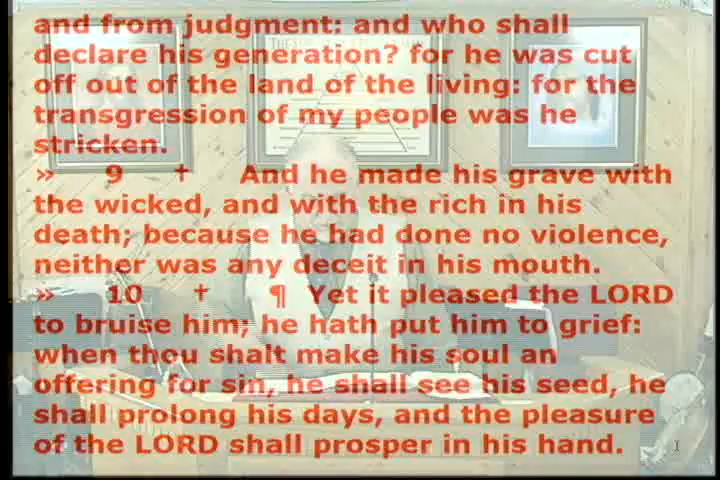 and from judgment: and who shall
declare his generation? for he was cut
off out of the land of the living: for the
transgression of my people was he
stricken.
» 9 † And he made his grave with
the wicked, and with the rich in his
death; because he had done no violence,
neither was any deceit in his mouth.
» 10 † ¶ Yet it pleased the LORD
to bruise him; he hath put him to grief:
when thou shalt make his soul an
offering for sin, he shall see his seed, he
shall prolong his days, and the pleasure
of the LORD shall prosper in his hand.